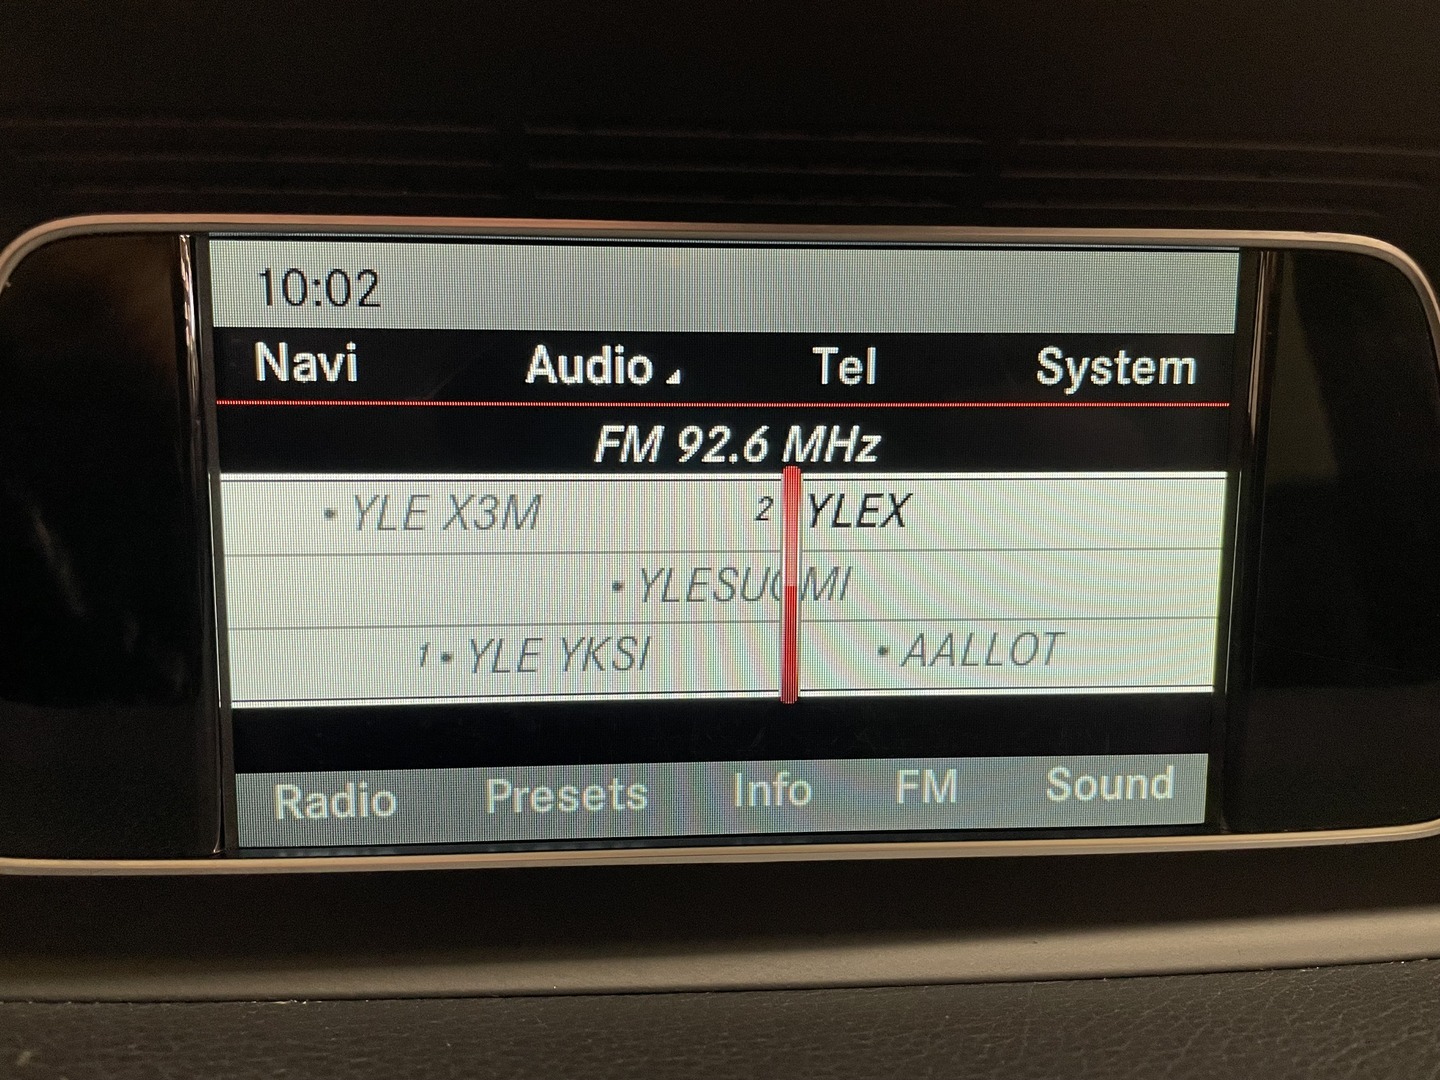 10:02
Navi Audio Tel System
FM 92.6 MHz
• YLE X3M 2 YLEX
• YLESUOMI
1 • YLE YKSI • AALLOT
Radio Presets Info FM Sound